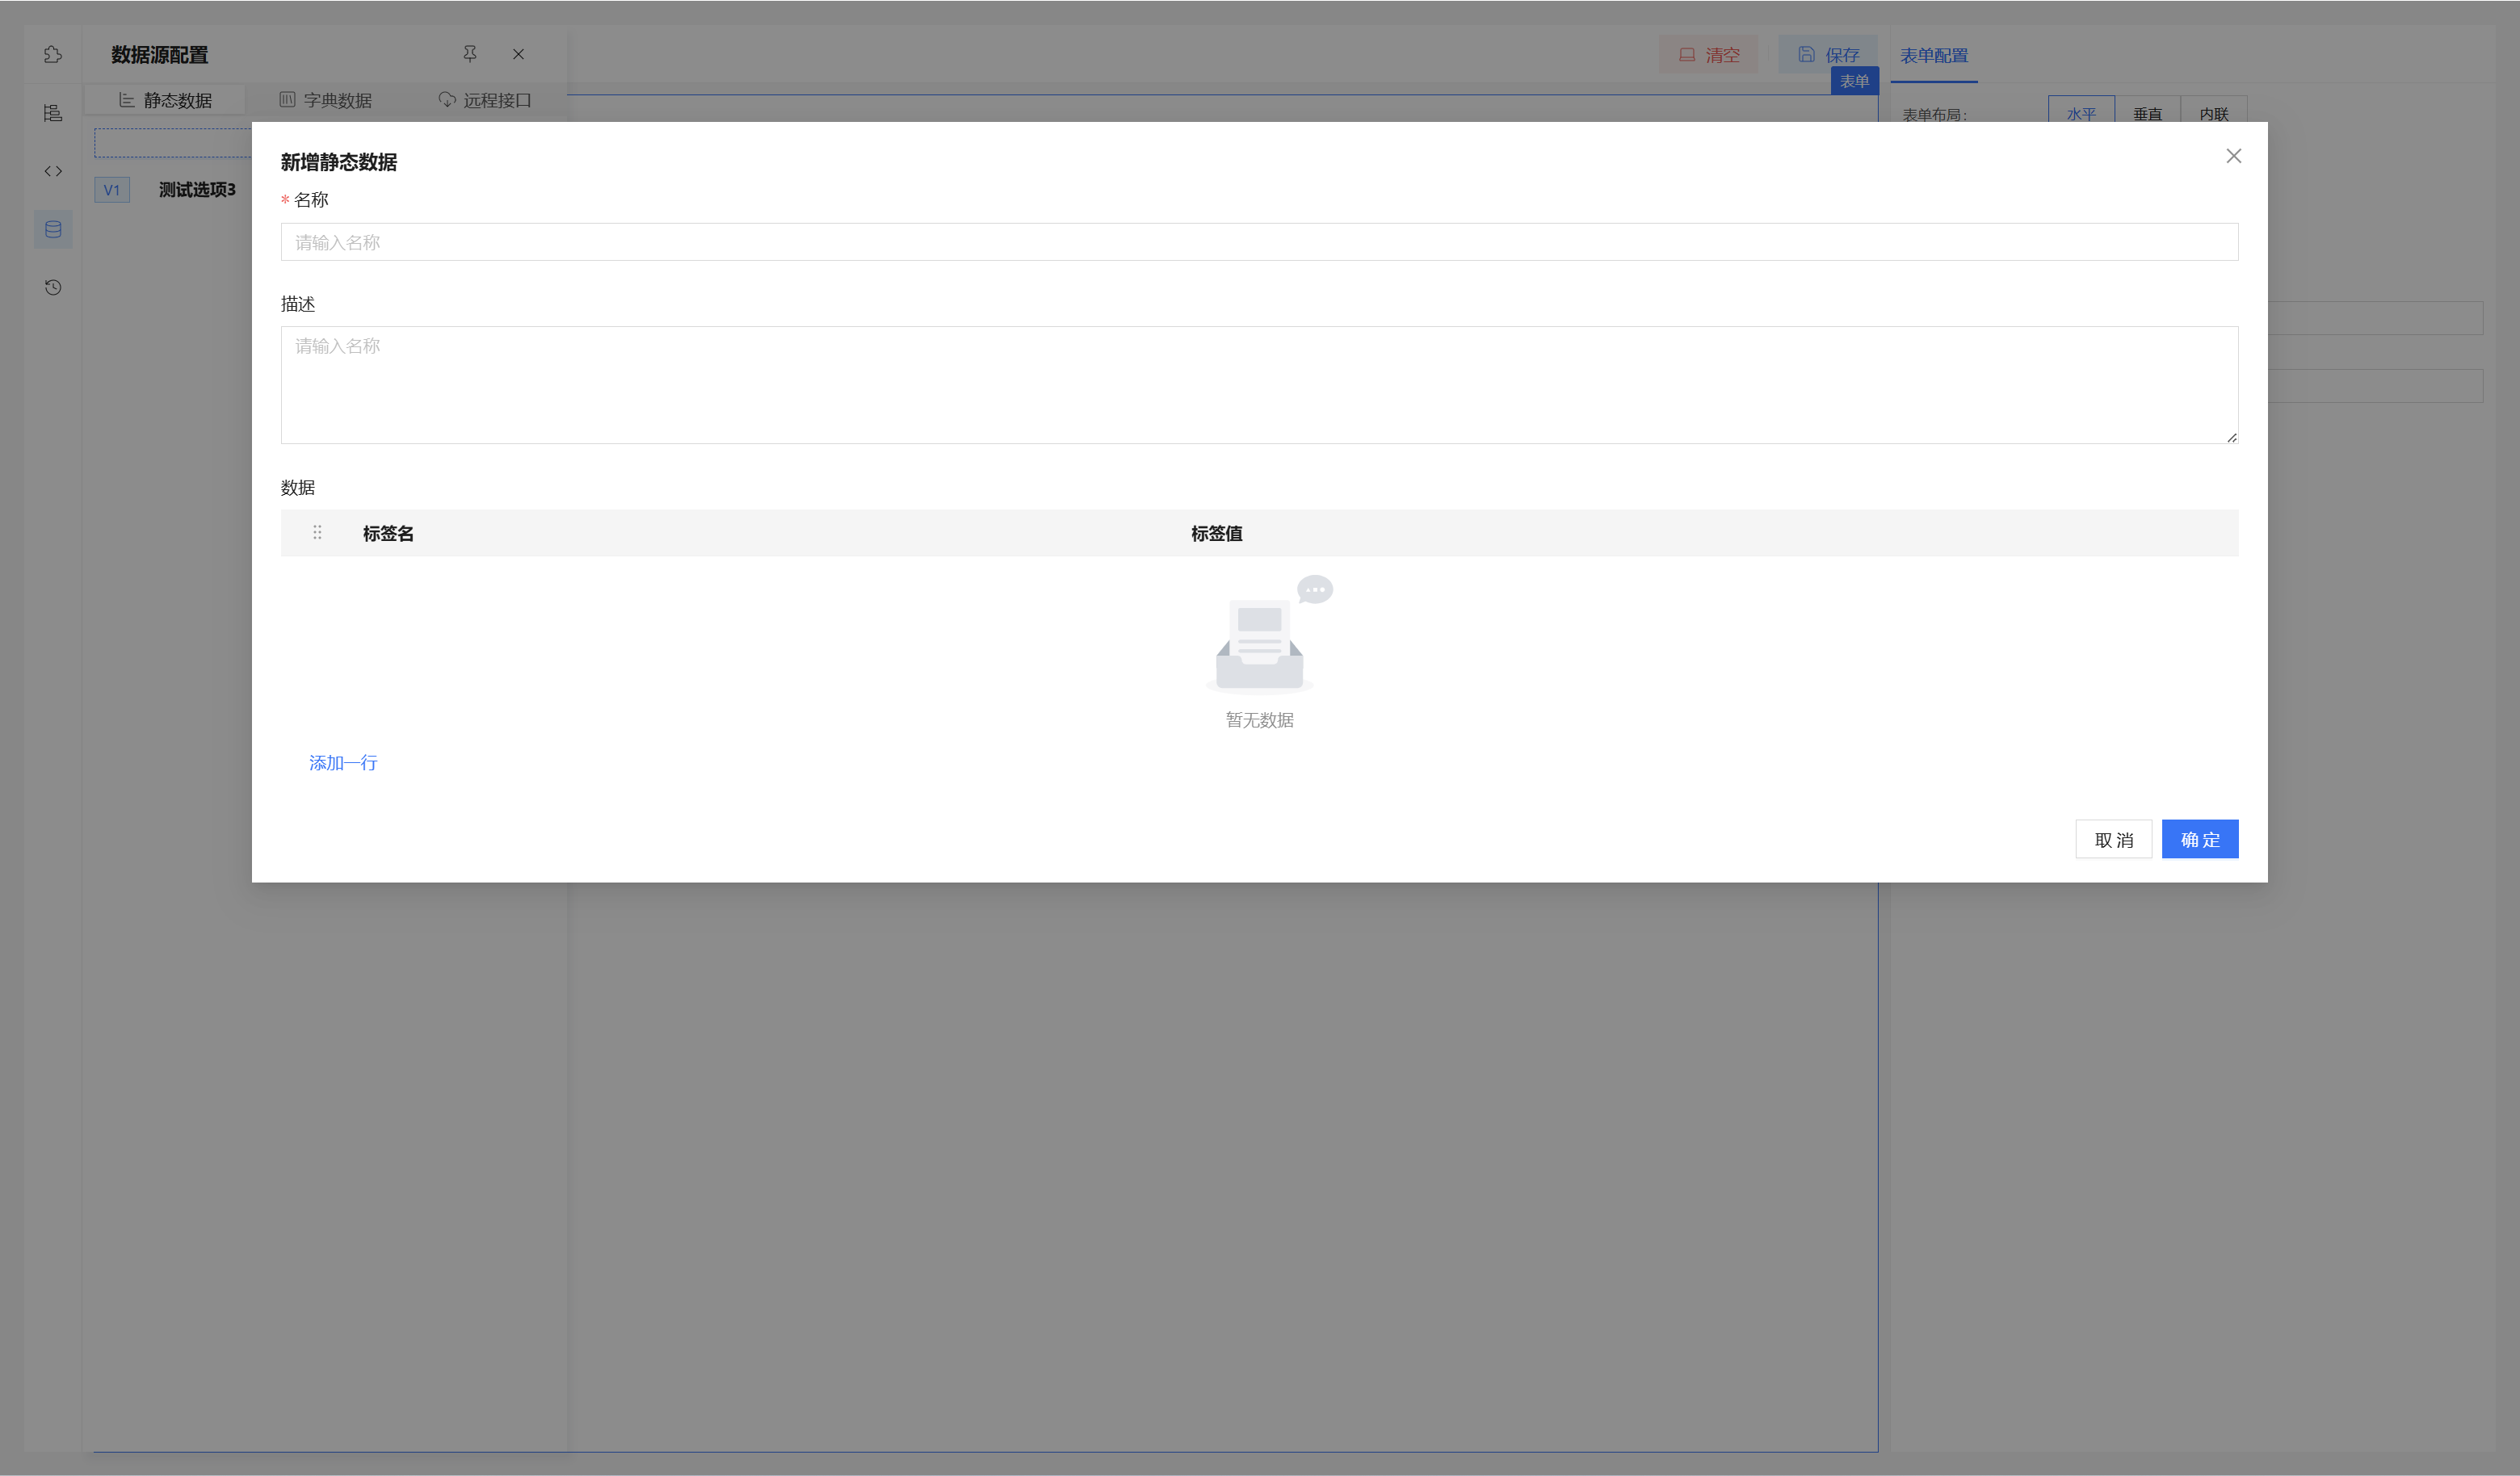 数据源配置
清空
保存
表单配置
表单
静态数据
字典数据
远程接口
表单布局:
水平
垂直
内联
V1
测试选项3
新增静态数据
* 名称
请输入名称
描述
请输入名称
数据
标签名
标签值
暂无数据
添加一行
取 消
确 定